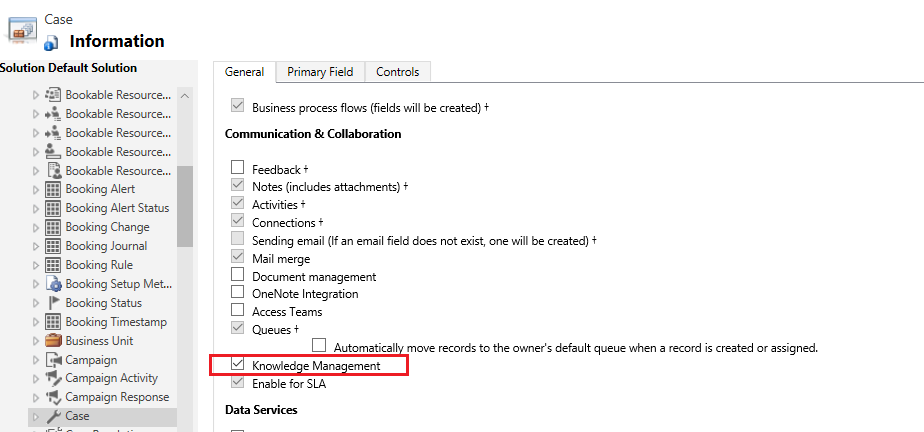 Case
Information
Solution Default Solution
Bookable Resource...
Bookable Resource...
Bookable Resource...
Bookable Resource...
Bookable Resource...
Booking Alert
Booking Alert Status
Booking Change
Booking Journal
Booking Rule
Booking Setup Met...
Booking Status
Booking Timestamp
Business Unit
Campaign
Campaign Activity
Campaign Response
Case
General
Primary Field
Controls
Business process flows (fields will be created) †
Communication & Collaboration
Feedback †
Notes (includes attachments) †
Activities †
Connections †
Sending email (If an email field does not exist, one will be created) †
Mail merge
Document management
OneNote Integration
Access Teams
Queues †
Automatically move records to the owner's default queue when a record is created or assigned.
Knowledge Management
Enable for SLA
Data Services